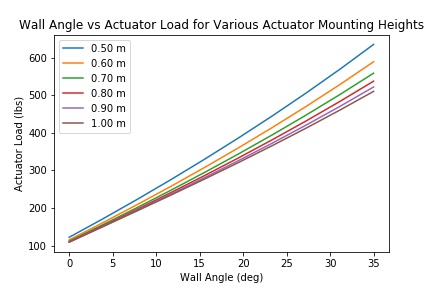 Wall Angle vs Actuator Load for Various Actuator Mounting Heights
0.50 m
0.60 m
0.70 m
0.80 m
0.90 m
1.00 m
600
500
400
300
200
100
Actuator Load (lbs)
0 5 10 15 20 25 30 35
Wall Angle (deg)